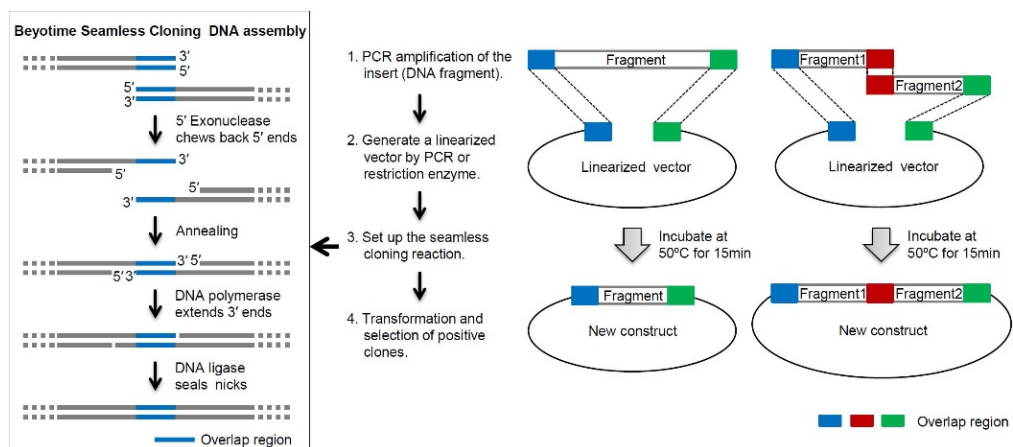 Beyotime Seamless Cloning DNA assembly
3′
5′
5′
3′
5′ Exonuclease
chews back 5′ ends
3′
5′
5′
3′
Annealing
3′ 5′
5′ 3′
DNA polymerase
extends 3′ ends
DNA ligase
seals nicks
Overlap region
1. PCR amplification of the
insert (DNA fragment).
2. Generate a linearized
vector by PCR or
restriction enzyme.
3. Set up the seamless
cloning reaction.
4. Transformation and
selection of positive
clones.
Fragment
Linearized vector
Incubate at
50ºC for 15min
Fragment
New construct
Fragment1
Fragment2
Linearized vector
Incubate at
50ºC for 15min
Fragment1
Fragment2
New construct
Overlap region